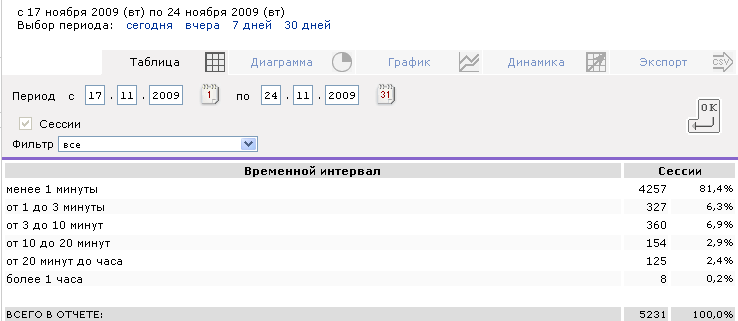 с 17 ноября 2009 (вт) по 24 ноября 2009 (вт)
Выбор периода: сегодня вчера 7 дней 30 дней
Таблица Диаграмма График Динамика Экспорт CSV
Период с 17 . 11 . 2009 1 по 24 . 11 . 2009 31
OK
Сессии
Фильтр все
Временной интервал Сессии
менее 1 минуты 4257 81,4%
от 1 до 3 минуты 327 6,3%
от 3 до 10 минут 360 6,9%
от 10 до 20 минут 154 2,9%
от 20 минут до часа 125 2,4%
более 1 часа 8 0,2%
ВСЕГО В ОТЧЕТЕ: 5231 100,0%